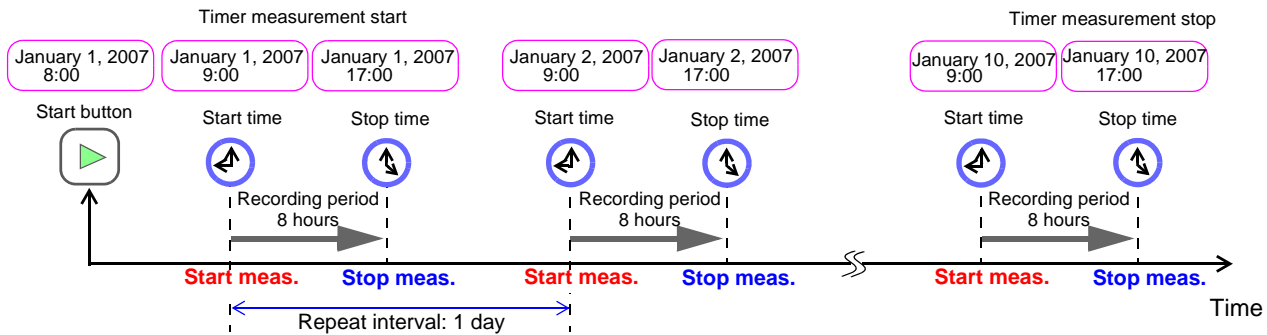 Timer measurement start
Timer measurement stop
January 1, 2007
8:00
January 1, 2007
9:00
January 1, 2007
17:00
January 2, 2007
9:00
January 2, 2007
17:00
January 10, 2007
9:00
January 10, 2007
17:00
Start button
Start time
Stop time
Start time
Stop time
Start time
Stop time
Recording period
8 hours
Recording period
8 hours
Recording period
8 hours
Start meas.
Stop meas.
Start meas.
Stop meas.
Start meas.
Stop meas.
Time
Repeat interval: 1 day